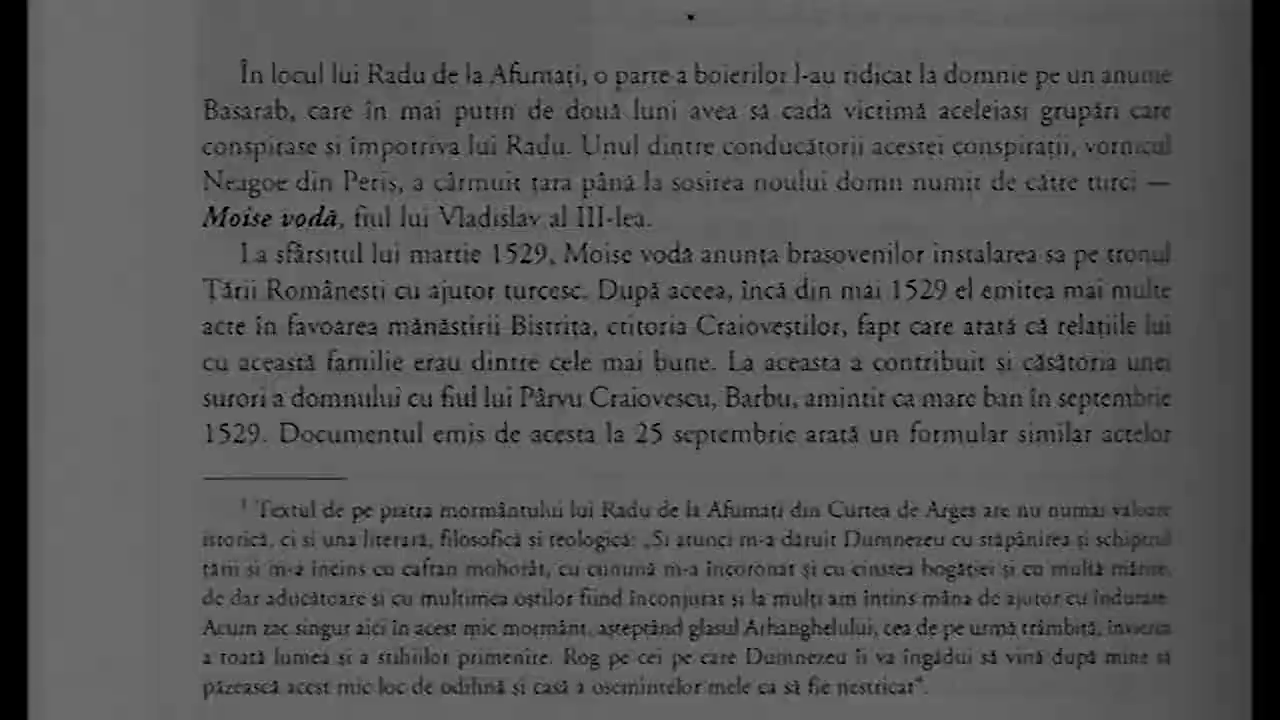 În locul lui Radu de la Afumați, o parte a boierilor l-au ridicat la domnie pe un anume
Basarab, care în mai puțin de două luni avea să cadă victimă aceleiași grupări care
conspirase și împotriva lui Radu. Unul dintre conducătorii acestei conspirații, vornicul
Neagoe din Periș, a cârmuit țara până la sosirea noului domn numit de către turci —
Moise vodă, fiul lui Vladislav al III-lea.
La sfârșitul lui martie 1529, Moise vodă anunța brașovenilor instalarea sa pe tronul
Țării Românești cu ajutor turcesc. După aceea, încă din mai 1529 el emitea mai multe
acte în favoarea mănăstirii Bistrița, ctitoria Craioveștilor, fapt care arată că relațiile lui
cu această familie erau dintre cele mai bune. La aceasta a contribuit și căsătoria unei
surori a domnului cu fiul lui Pârvu Craiovescu, Barbu, amintit ca mare ban în septembrie
1529. Documentul emis de acesta la 25 septembrie arată un formular similar actelor
¹ Textul de pe piatra mormântului lui Radu de la Afumați din Curtea de Argeș are nu numai valoare
istorică, ci și una literară, filosofică și teologică: „Și atunci m-a dăruit Dumnezeu cu stăpânirea și schiptrul
țării și m-a încins cu caftan mohorât, cu cunună m-a încoronat și cu cinstea bogăției și cu multă mânie,
de dar aducătoare și cu mulțimea oștilor fiind înconjurat și la mulți am întins mâna de ajutor cu îndurare.
Acum zac singur aici în acest mic mormânt, așteptând glasul Arhanghelului, cea de pe urmă trâmbiță, învierea
a toată lumea și a stihiilor primenire. Rog pe cei pe care Dumnezeu îi va îngădui să vină după mine să
păzească acest mic loc de odihnă și casă a osemintelor mele ca să fie nestricat".